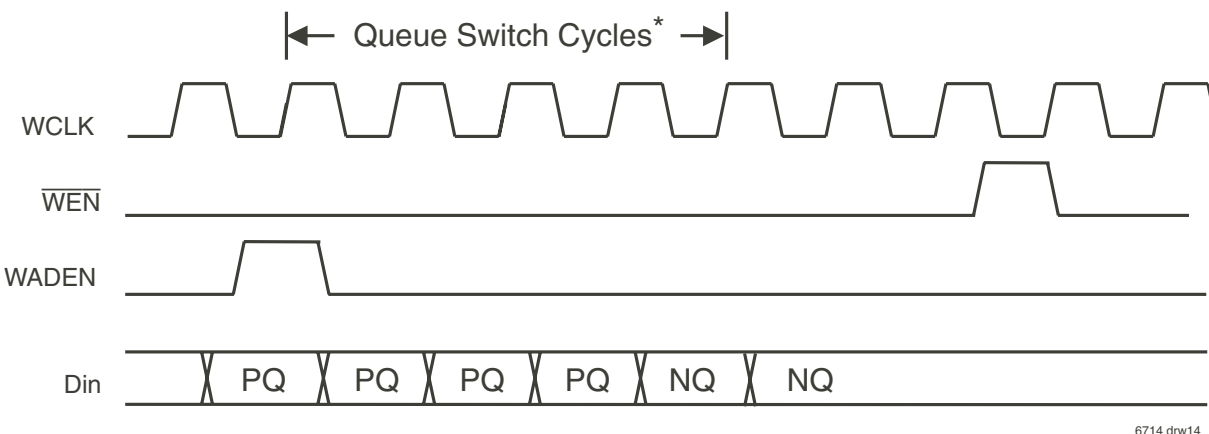 Queue Switch Cycles*
WCLK
WEN
WADEN
Din PQ PQ PQ PQ NQ NQ
6714 drw14